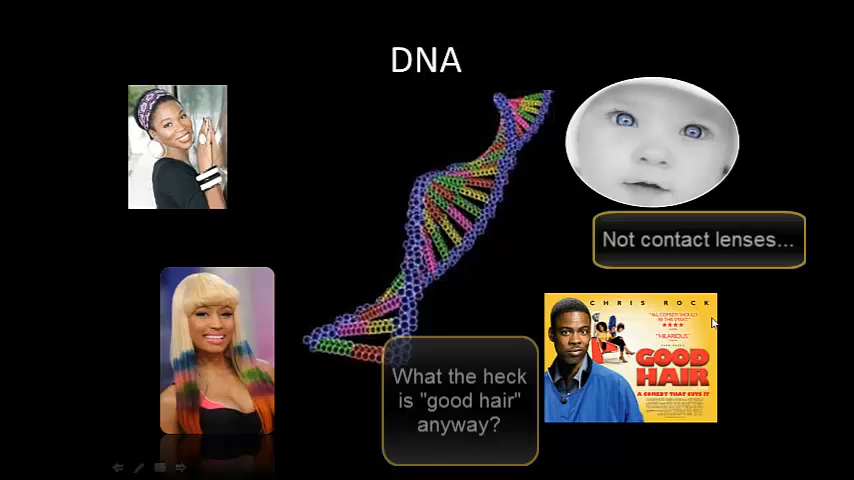 DNA
Not contact lenses...
CHRIS ROCK
"HILARIOUS"
GOOD
HAIR
A COMEDY THAT CUTS IT
What the heck
is "good hair"
anyway?